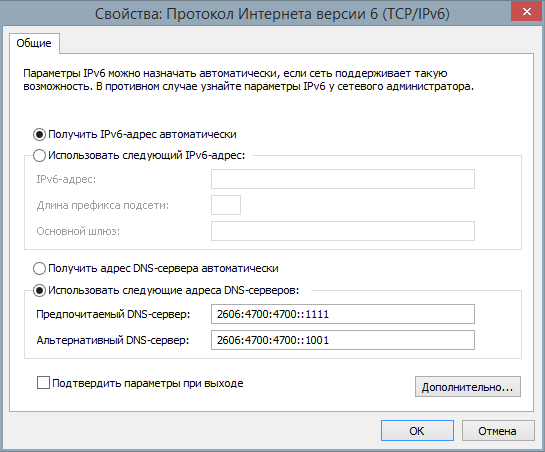 Свойства: Протокол Интернета версии 6 (TCP/IPv6)
Общие
Параметры IPv6 можно назначать автоматически, если сеть поддерживает такую
возможность. В противном случае узнайте параметры IPv6 у сетевого администратора.
Получить IPv6-адрес автоматически
Использовать следующий IPv6-адрес:
IPv6-адрес:
Длина префикса подсети:
Основной шлюз:
Получить адрес DNS-сервера автоматически
Использовать следующие адреса DNS-серверов:
Предпочитаемый DNS-сервер: 2606:4700:4700::1111
Альтернативный DNS-сервер: 2606:4700:4700::1001
Подтвердить параметры при выходе
Дополнительно...
ОК Отмена